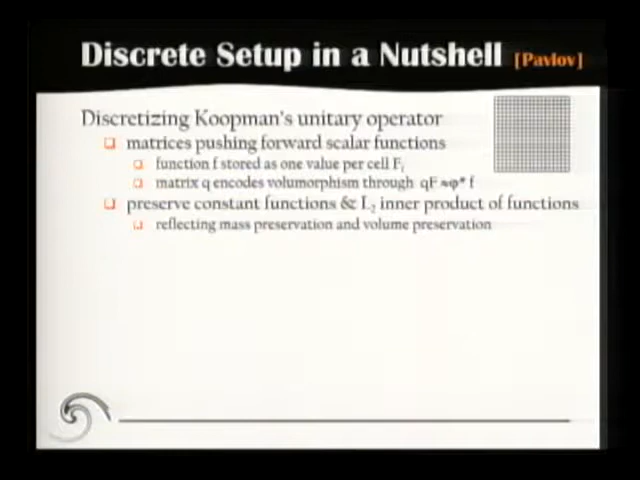 Discrete Setup in a Nutshell [Pavlov]
Discretizing Koopman's unitary operator
matrices pushing forward scalar functions
function f stored as one value per cell Fᵢ
matrix q encodes volumorphism through qF ≈φ* f
preserve constant functions & L₂ inner product of functions
reflecting mass preservation and volume preservation